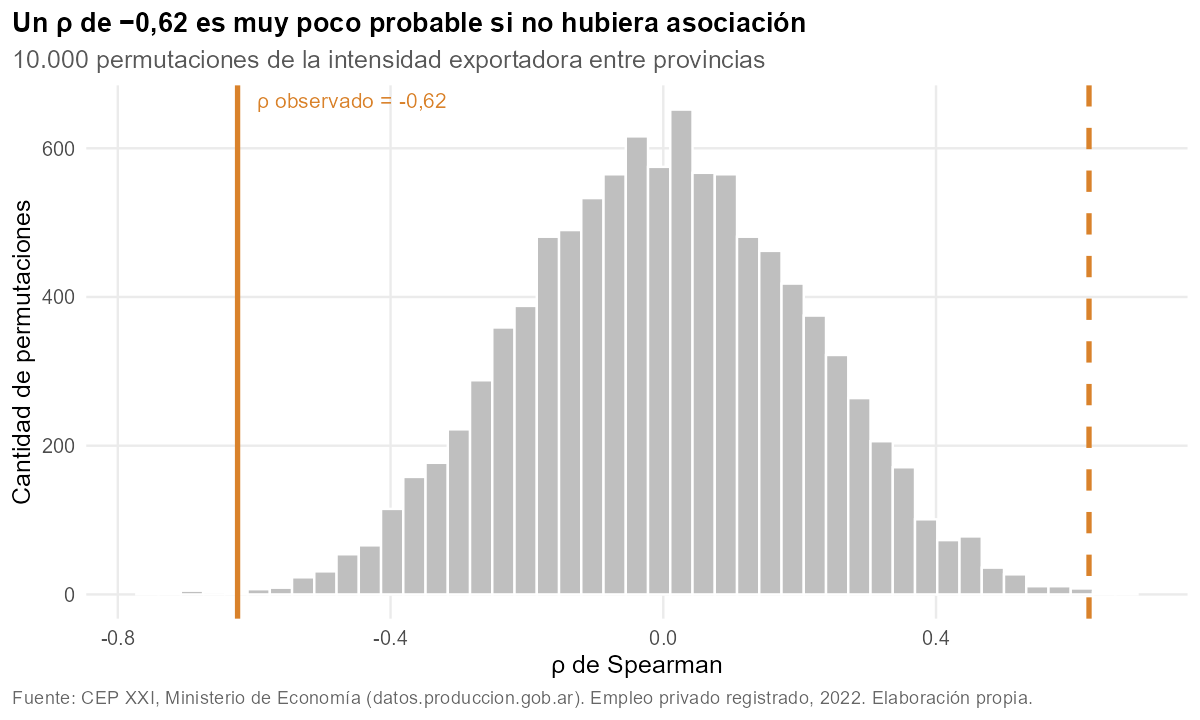 Un ρ de −0,62 es muy poco probable si no hubiera asociación
10.000 permutaciones de la intensidad exportadora entre provincias
ρ observado = -0,62
Cantidad de permutaciones
600
400
200
0
-0.8
-0.4
0.0
0.4
ρ de Spearman
Fuente: CEP XXI, Ministerio de Economía (datos.produccion.gob.ar). Empleo privado registrado, 2022. Elaboración propia.